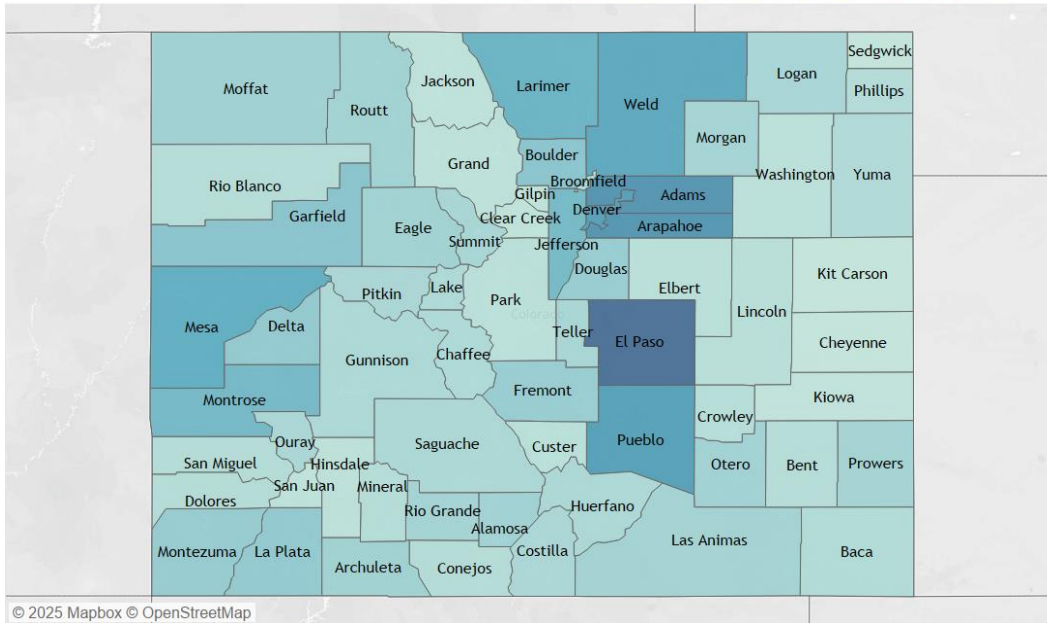 Sedgwick
Logan
Jackson
Larimer
Moffat
Phillips
Weld
Routt
Morgan
Boulder
Grand
Washington
Yuma
Broomfield
Rio Blanco
Gilpin
Adams
Denver
Garfield
Clear Creek
Eagle
Arapahoe
Summit
Jefferson
Douglas
Kit Carson
Lake
Elbert
Pitkin
Park
Lincoln
Colorado
Mesa
Delta
Teller
El Paso
Cheyenne
Chaffee
Gunnison
Fremont
Montrose
Kiowa
Crowley
Ouray
Pueblo
Saguache
Custer
San Miguel
Hinsdale
Otero
Bent
Prowers
San Juan
Mineral
Dolores
Huerfano
Rio Grande
Alamosa
Las Animas
Montezuma
La Plata
Costilla
Baca
Archuleta
Conejos
© 2025 Mapbox © OpenStreetMap